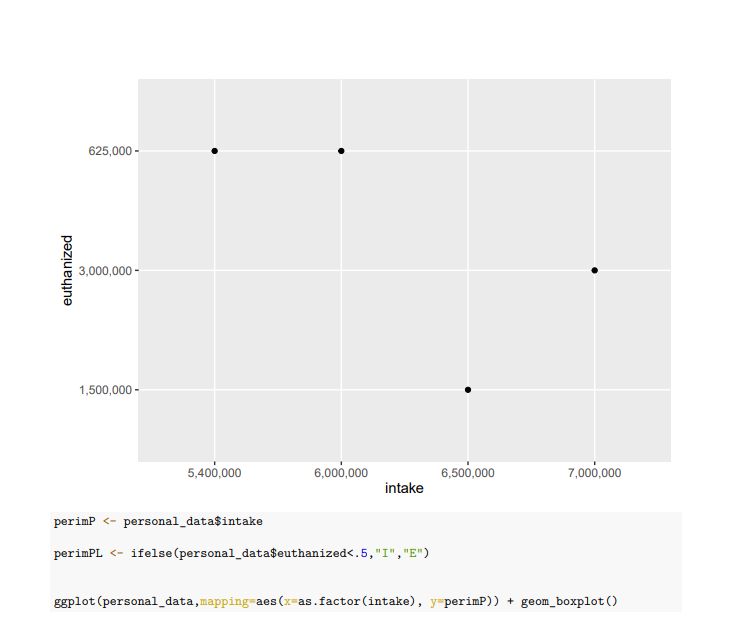 625,000
3,000,000
1,500,000
euthanized
5,400,000 6,000,000 6,500,000 7,000,000
intake
perimP <- personal_data$intake
perimPL <- ifelse(personal_data$euthanized<.5,"I","E")
ggplot(personal_data,mapping=aes(x=as.factor(intake), y=perimP)) + geom_boxplot()